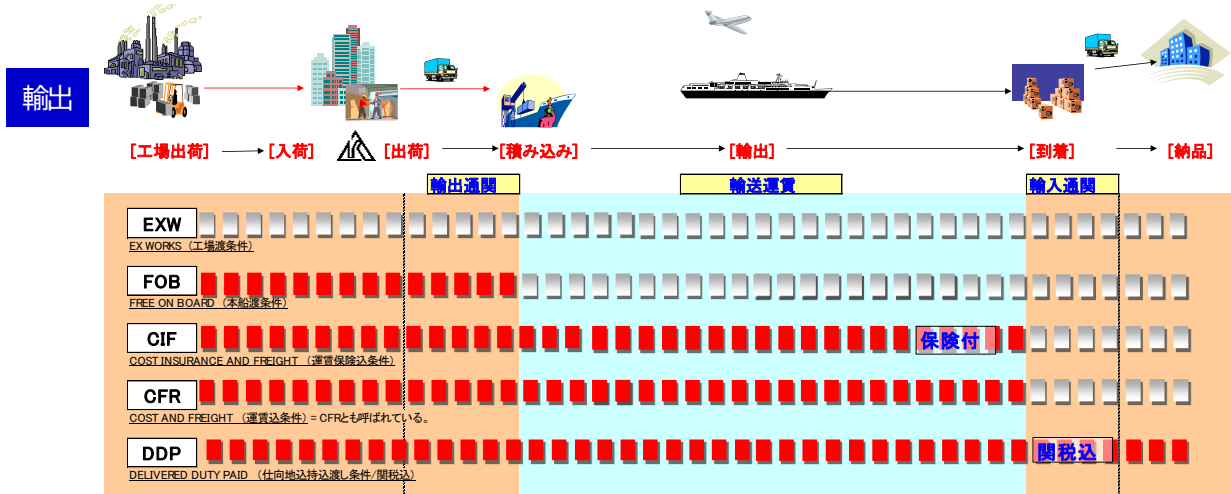 輸出
[工場出荷]
[入荷]
[出荷]
[積み込み]
[輸出]
[到着]
[納品]
輸出通関
輸送運賃
輸入通関
EXW
EX WORKS（工場渡条件）
FOB
FREE ON BOARD（本船渡条件）
CIF
保険付
COST INSURANCE AND FREIGHT （運賃保険込条件）
CFR
COST AND FREIGHT （運賃込条件）= CFRとも呼ばれている。
DDP
関税込
DELIVERED DUTY PAID （仕向地込持込渡し条件/関税込）